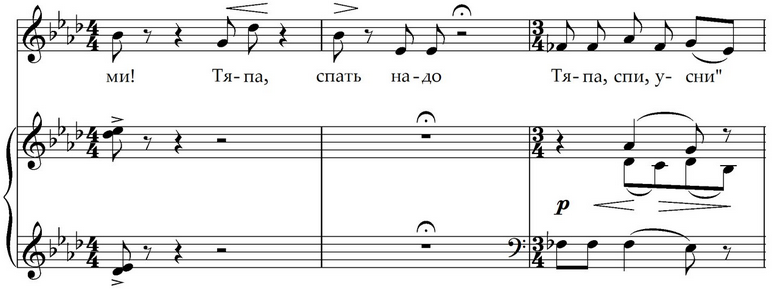 ми! Тя-па, спать на-до Тя-па, спи, у-сни"
p